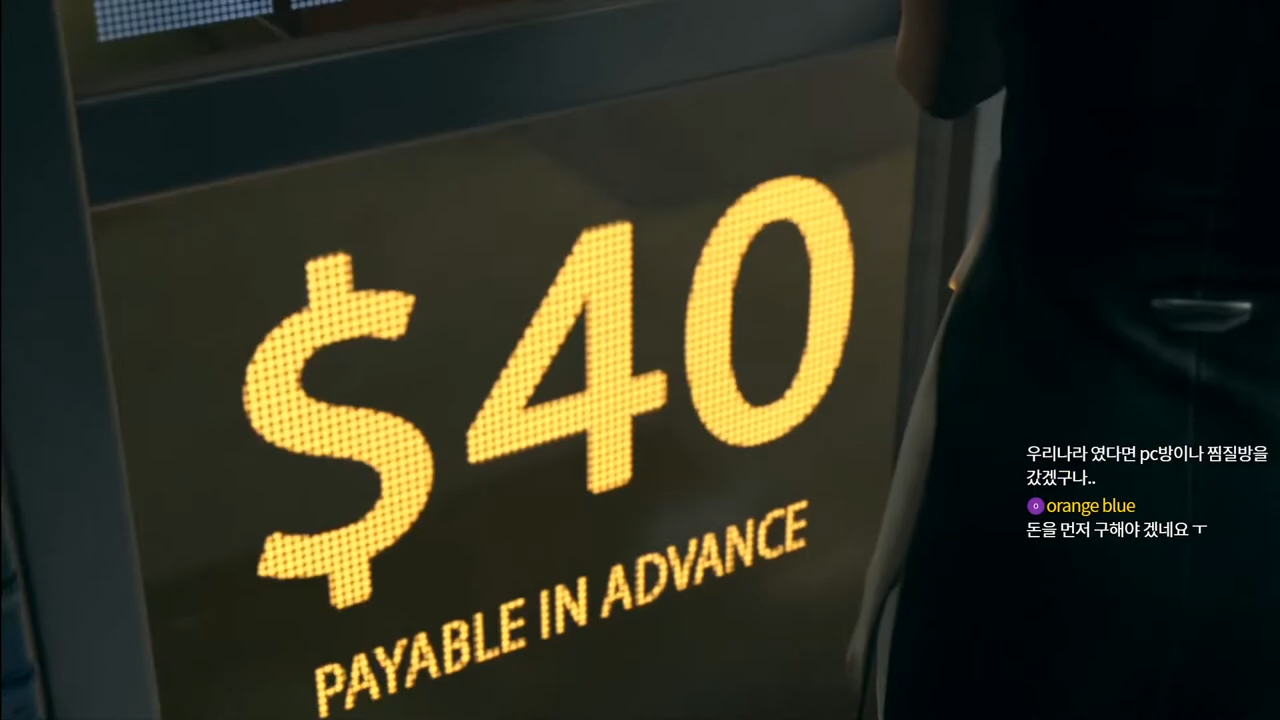 $40
PAYABLE IN ADVANCE
우리나라 였다면 pc방이나 찜질방을
갔겠구나..
orange blue
돈을 먼저 구해야 겠네요 ㅜ